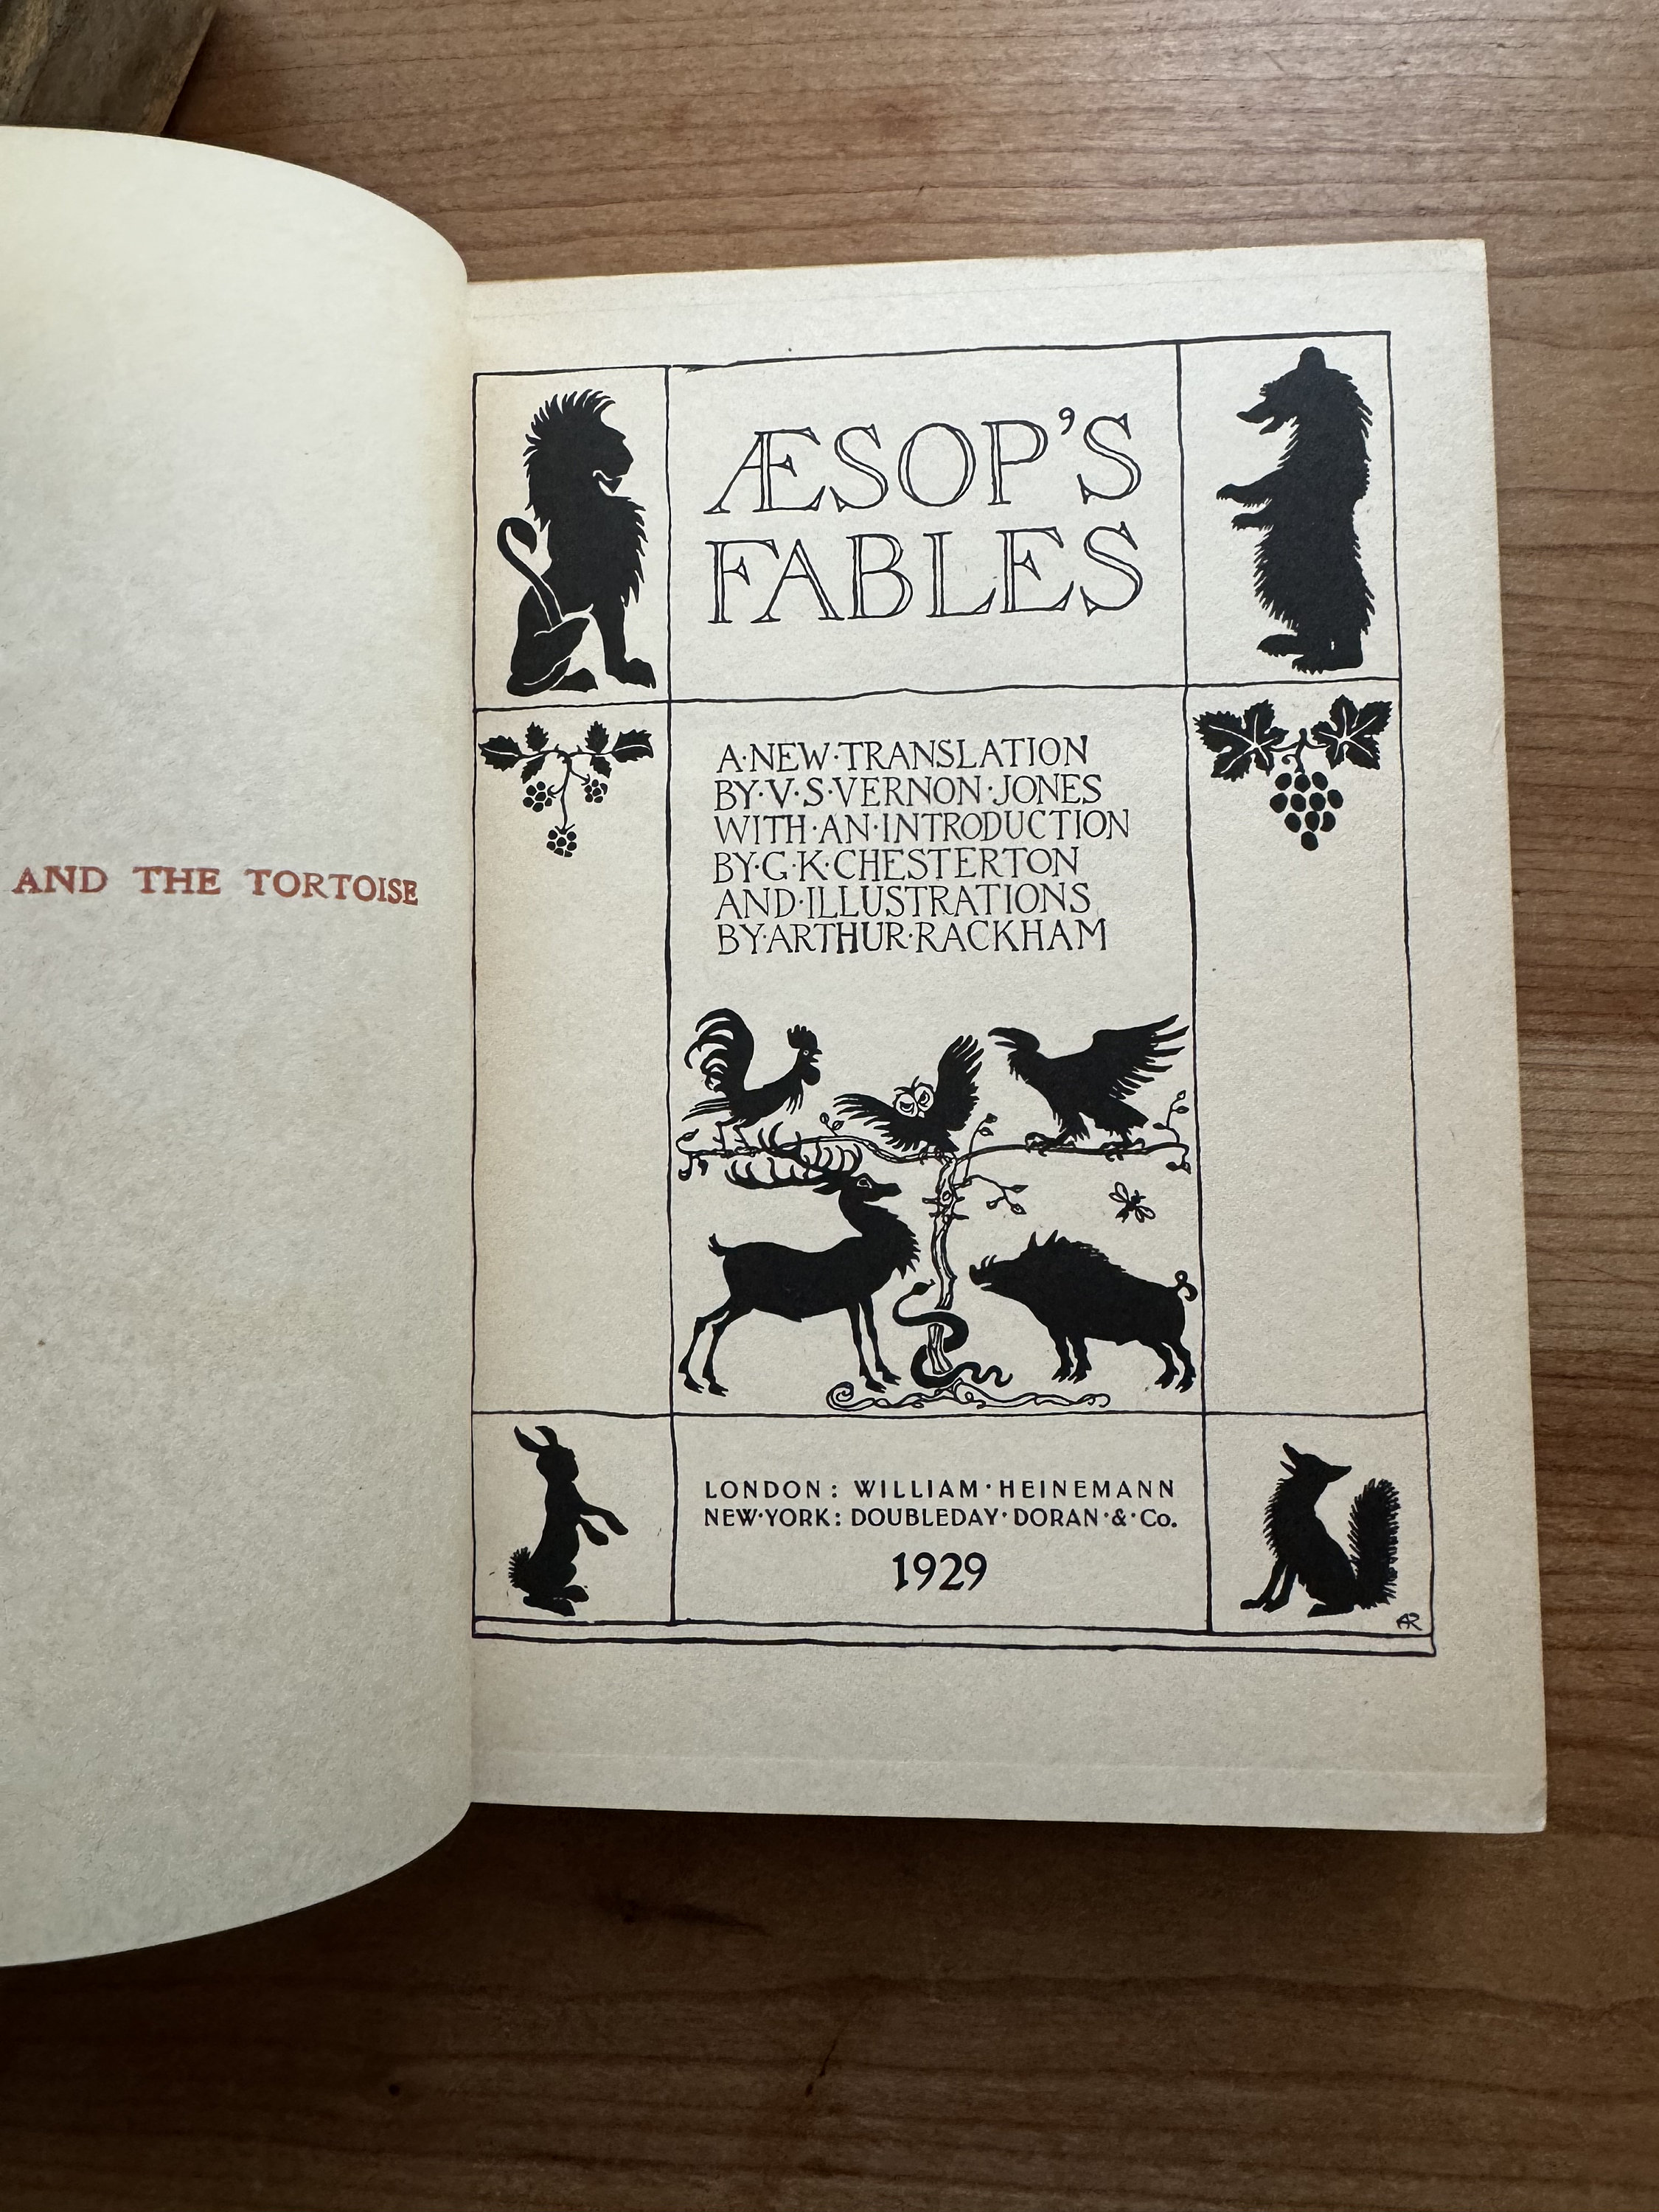 AND THE TORTOISE
ÆSOP'S
FABLES
A·NEW·TRANSLATION
BY·V·S·VERNON·JONES
WITH·AN·INTRODUCTION
BY·G·K·CHESTERTON
AND·ILLUSTRATIONS
BY·ARTHUR·RACKHAM
LONDON: WILLIAM·HEINEMANN
NEW·YORK: DOUBLEDAY·DORAN·&·Co.
1929
AR